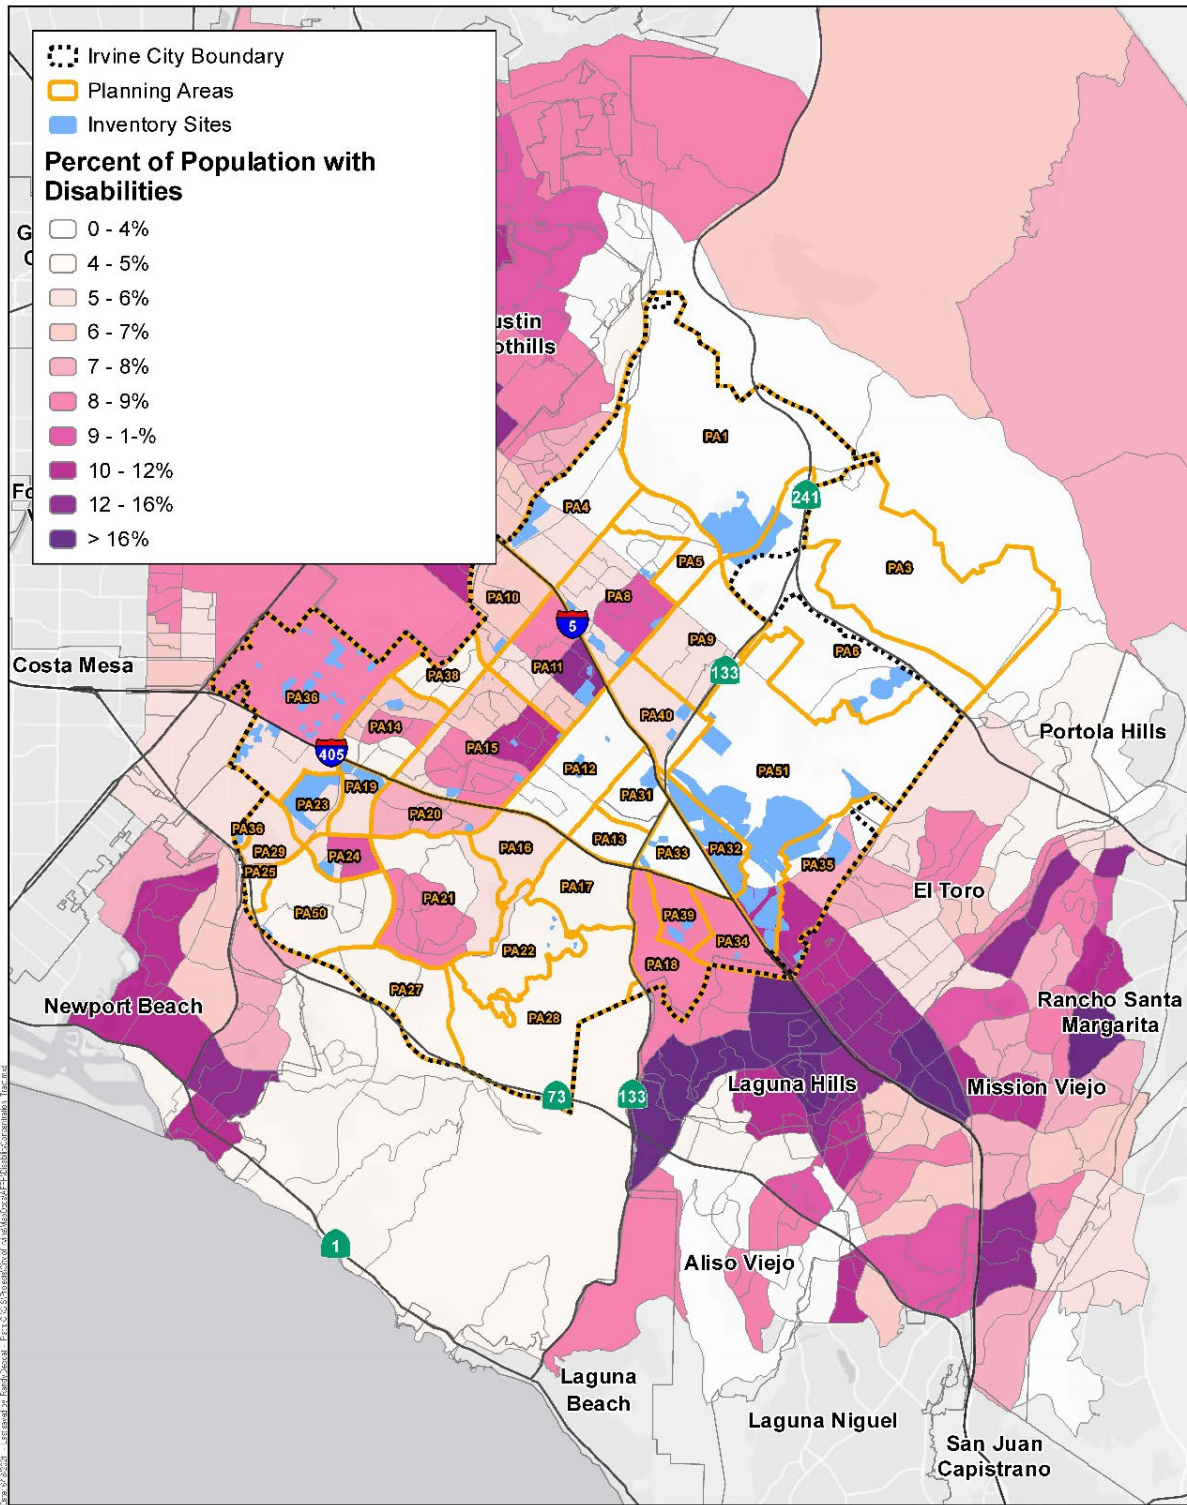 Irvine City Boundary
Planning Areas
Inventory Sites
Percent of Population with
Disabilities
0 - 4%
4 - 5%
5 - 6%
6 - 7%
7 - 8%
8 - 9%
9 - 1-%
10 - 12%
12 - 16%
> 16%
G
C
Fo
V
ustin
othills
PA1
241
PA4
PA5
PA3
PA10
PA8
5
PA9
PA6
Costa Mesa
PA11
133
PA38
PA36
PA14
PA40
Portola Hills
PA15
405
PA12
PA51
PA19
PA31
PA23
PA20
PA36
PA13
PA29
PA24
PA16
PA33
PA32
PA35
PA25
PA17
El Toro
PA21
PA50
PA39
PA22
PA34
PA18
PA27
Newport Beach
PA28
Rancho Santa
Margarita
Laguna Hills
Mission Viejo
73
133
1
Aliso Viejo
Laguna
Beach
Laguna Niguel
San Juan
Capistrano